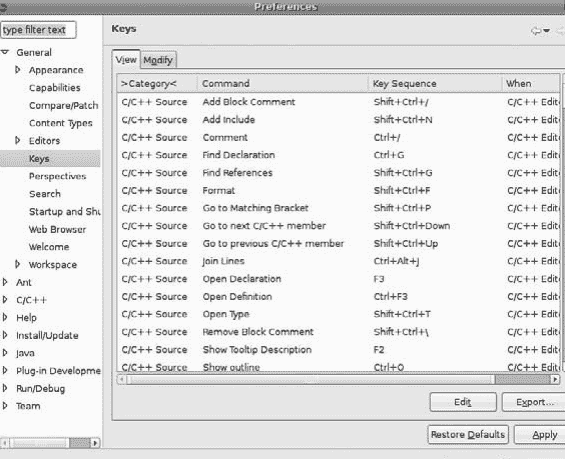 Preferences
type filter text
General
Appearance
Capabilities
Compare/Patch
Content Types
Editors
Keys
Perspectives
Search
Startup and Shu
Web Browser
Welcome
Workspace
Ant
C/C++
Help
Install/Update
Java
Plug-in Developme
Run/Debug
Team
Keys
View Modify
>Category< Command Key Sequence When
C/C++ Source Add Block Comment Shift+Ctrl+/ C/C++ Edit
C/C++ Source Add Include Shift+Ctrl+N C/C++ Edit
C/C++ Source Comment Ctrl+/ C/C++ Edit
C/C++ Source Find Declaration Ctrl+G C/C++ Edit
C/C++ Source Find References Shift+Ctrl+G C/C++ Edit
C/C++ Source Format Shift+Ctrl+F C/C++ Edit
C/C++ Source Go to Matching Bracket Shift+Ctrl+P C/C++ Edit
C/C++ Source Go to next C/C++ member Shift+Ctrl+Down C/C++ Edit
C/C++ Source Go to previous C/C++ member Shift+Ctrl+Up C/C++ Edit
C/C++ Source Join Lines Ctrl+Alt+J C/C++ Edit
C/C++ Source Open Declaration F3 C/C++ Edit
C/C++ Source Open Definition Ctrl+F3 C/C++ Edit
C/C++ Source Open Type Shift+Ctrl+T C/C++ Edit
C/C++ Source Remove Block Comment Shift+Ctrl+\ C/C++ Edit
C/C++ Source Show Tooltip Description F2 C/C++ Edit
C/C++ Source Show outline Ctrl+O C/C++ Edit
Edit Export...
Restore Defaults Apply